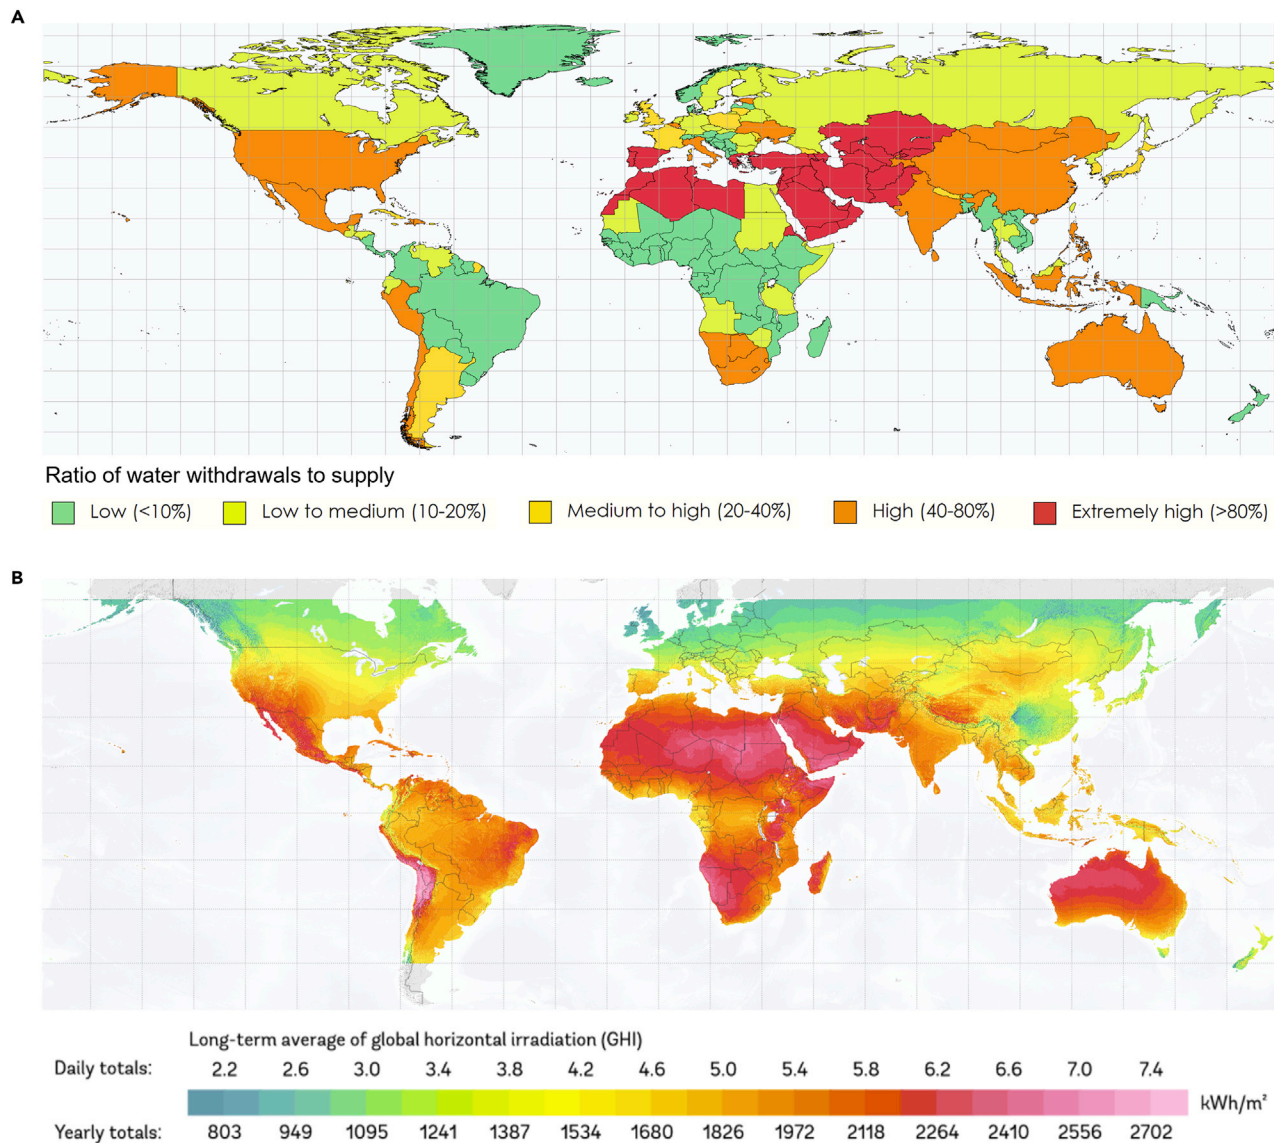 A
Ratio of water withdrawals to supply
Low (<10%) Low to medium (10-20%) Medium to high (20-40%) High (40-80%) Extremely high (>80%)
B
Long-term average of global horizontal irradiation (GHI)
Daily totals: 2.2 2.6 3.0 3.4 3.8 4.2 4.6 5.0 5.4 5.8 6.2 6.6 7.0 7.4
kWh/m²
Yearly totals: 803 949 1095 1241 1387 1534 1680 1826 1972 2118 2264 2410 2556 2702